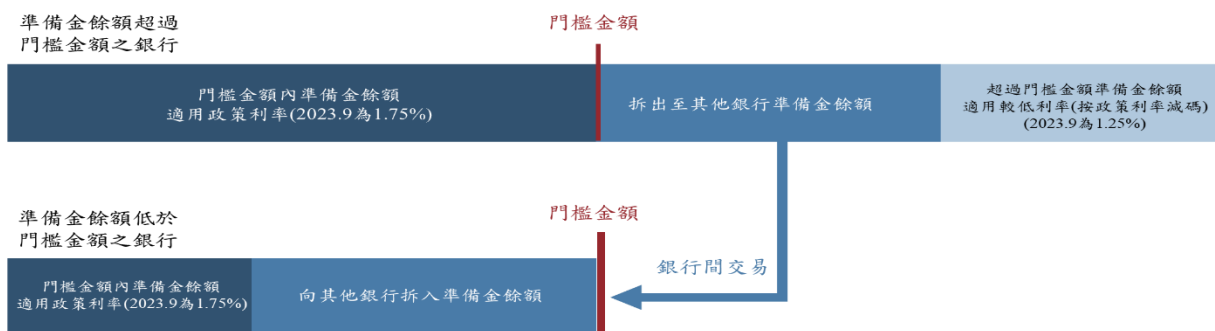 準備金餘額超過
門檻金額之銀行
門檻金額
門檻金額內準備金餘額
適用政策利率(2023.9為1.75%)
拆出至其他銀行準備金餘額
超過門檻金額準備金餘額
適用較低利率(按政策利率減碼)
(2023.9為1.25%)
準備金餘額低於
門檻金額之銀行
門檻金額
銀行間交易
門檻金額內準備金餘額
適用政策利率(2023.9為1.75%)
向其他銀行拆入準備金餘額